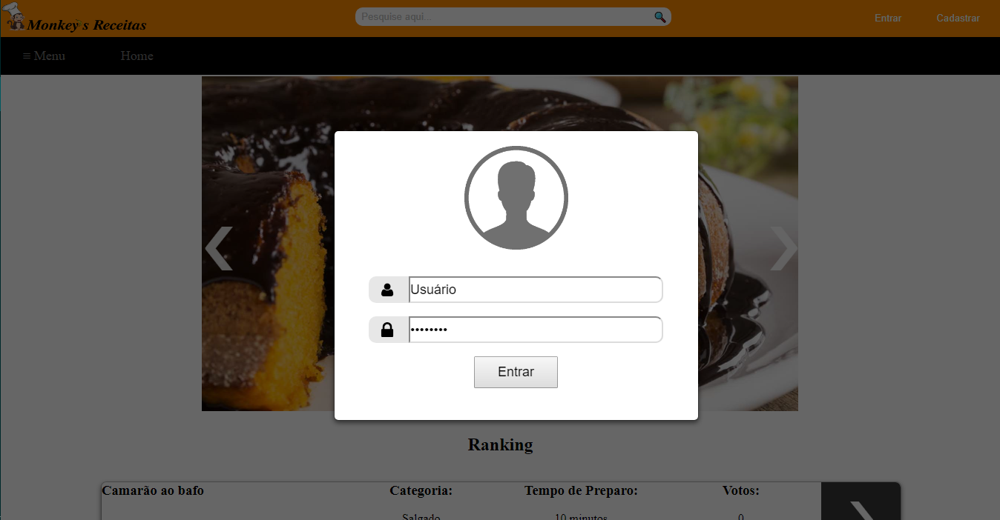 Monkey's Receitas
Pesquise aqui...
Entrar
Cadastrar
≡ Menu
Home
Usuário
••••••••
Entrar
Ranking
Camarão ao bafo
Categoria:
Tempo de Preparo:
Votos:
Salgado
10 minutos
0